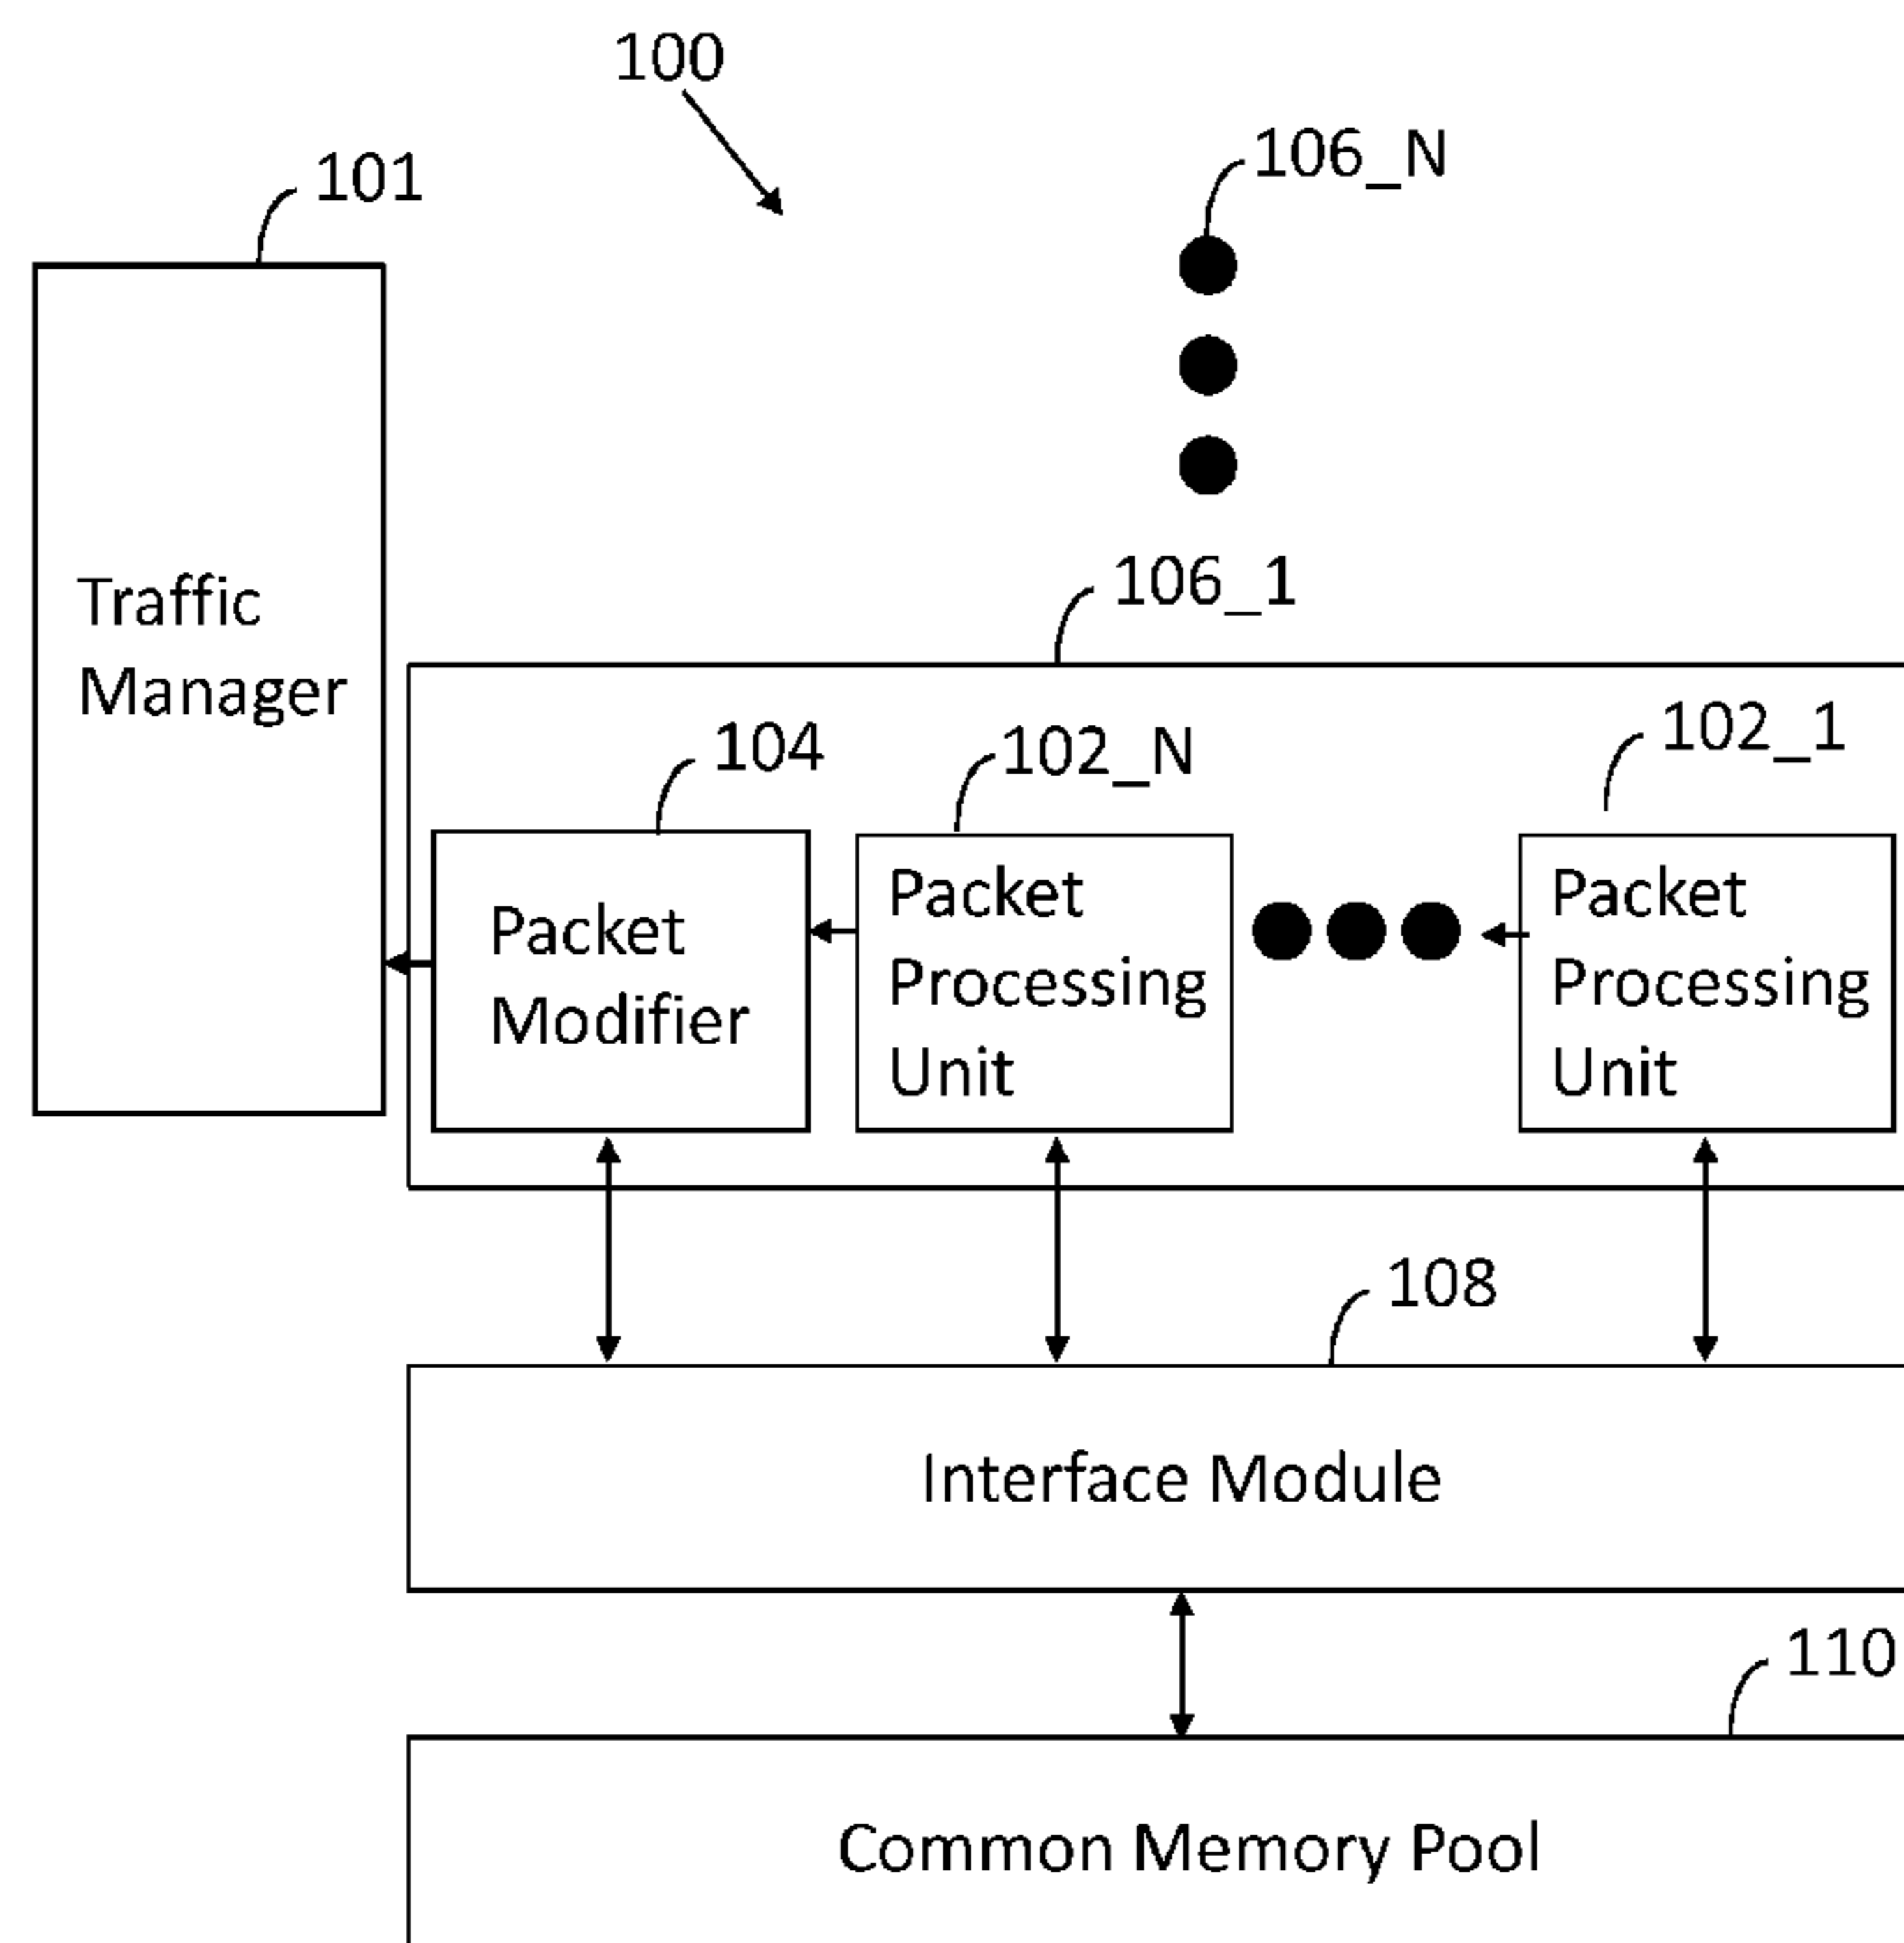 100
106_N
101
106_1
Traffic
Manager
104
102_N
102_1
Packet
Modifier
Packet
Processing
Unit
Packet
Processing
Unit
108
Interface Module
110
Common Memory Pool